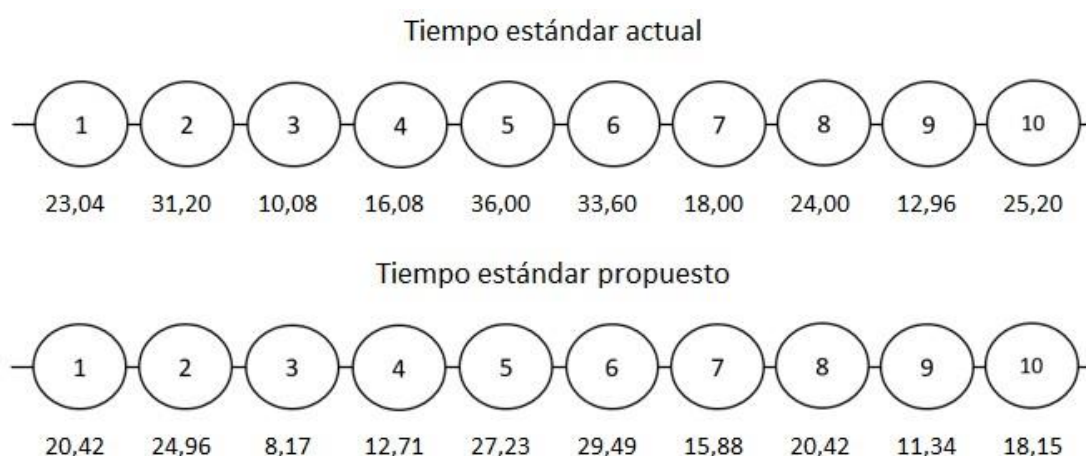 Tiempo estándar actual
1 2 3 4 5 6 7 8 9 10
23,04 31,20 10,08 16,08 36,00 33,60 18,00 24,00 12,96 25,20
Tiempo estándar propuesto
1 2 3 4 5 6 7 8 9 10
20,42 24,96 8,17 12,71 27,23 29,49 15,88 20,42 11,34 18,15